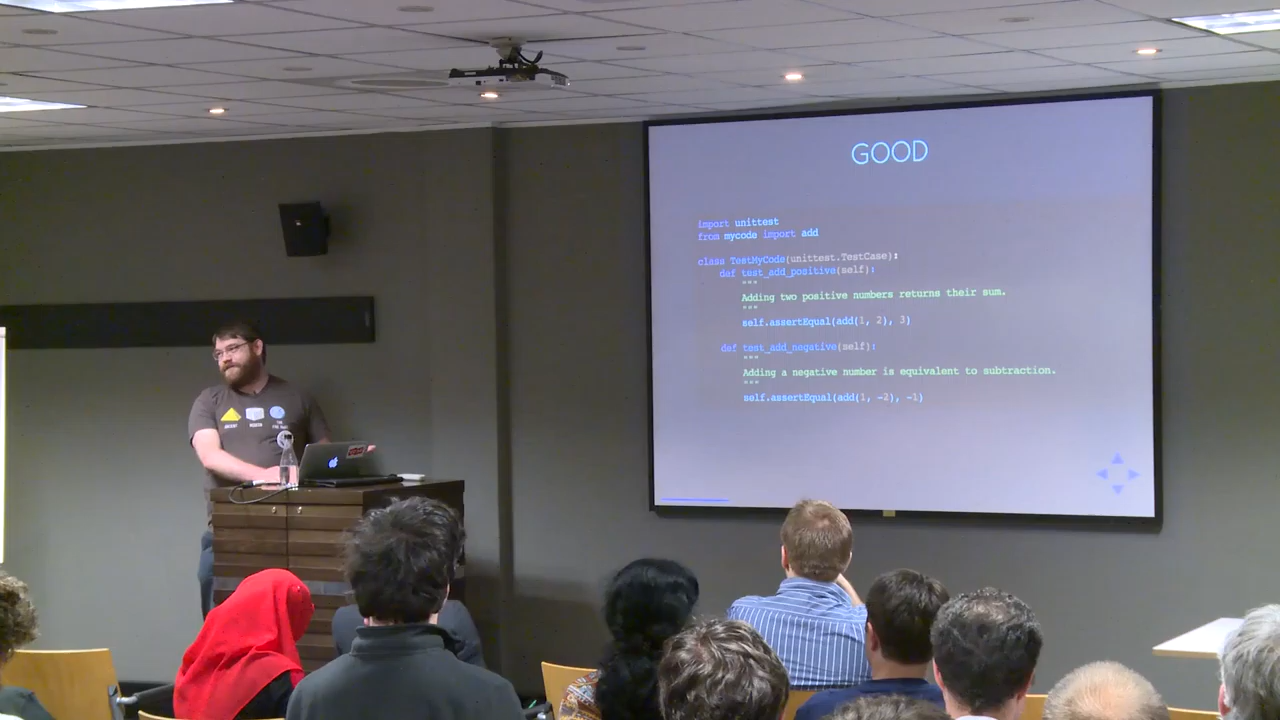 GOOD
import unittest
from mycode import add
class TestMyCode(unittest.TestCase):
def test_add_positive(self):
"""
Adding two positive numbers returns their sum.
"""
self.assertEqual(add(1, 2), 3)
def test_add_negative(self):
"""
Adding a negative number is equivalent to subtraction.
"""
self.assertEqual(add(1, -2), -1)